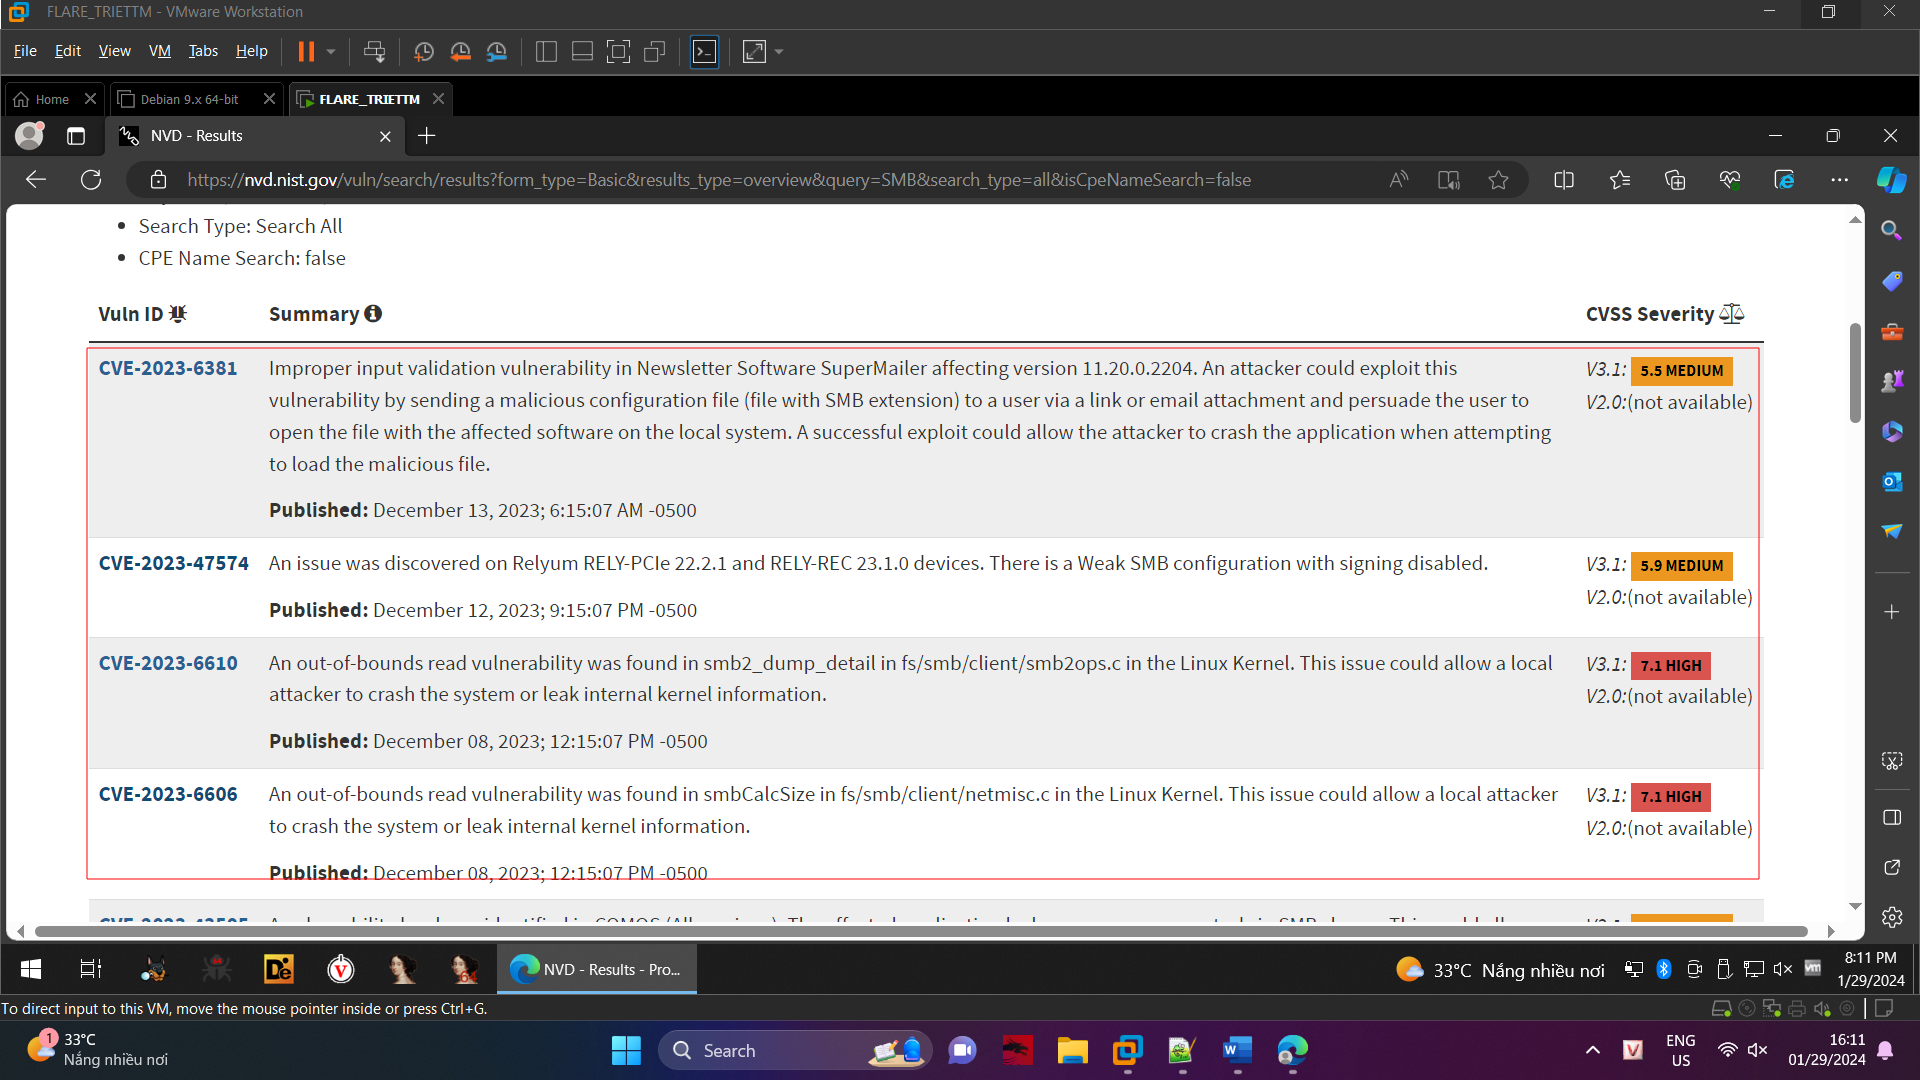 FLARE_TRIETTM - VMware Workstation
File Edit View VM Tabs Help
Home Debian 9.x 64-bit FLARE_TRIETTM
NVD - Results
https://nvd.nist.gov/vuln/search/results?form_type=Basic&results_type=overview&query=SMB&search_type=all&isCpeNameSearch=false
Search Type: Search All
CPE Name Search: false
Vuln ID Summary CVSS Severity
CVE-2023-6381 Improper input validation vulnerability in Newsletter Software SuperMailer affecting version 11.20.0.2204. An attacker could exploit this V3.1: 5.5 MEDIUM
vulnerability by sending a malicious configuration file (file with SMB extension) to a user via a link or email attachment and persuade the user to V2.0:(not available)
open the file with the affected software on the local system. A successful exploit could allow the attacker to crash the application when attempting
to load the malicious file.
Published: December 13, 2023; 6:15:07 AM -0500
CVE-2023-47574 An issue was discovered on Relyum RELY-PCIe 22.2.1 and RELY-REC 23.1.0 devices. There is a Weak SMB configuration with signing disabled. V3.1: 5.9 MEDIUM
V2.0:(not available)
Published: December 12, 2023; 9:15:07 PM -0500
CVE-2023-6610 An out-of-bounds read vulnerability was found in smb2_dump_detail in fs/smb/client/smb2ops.c in the Linux Kernel. This issue could allow a local V3.1: 7.1 HIGH
attacker to crash the system or leak internal kernel information. V2.0:(not available)
Published: December 08, 2023; 12:15:07 PM -0500
CVE-2023-6606 An out-of-bounds read vulnerability was found in smbCalcSize in fs/smb/client/netmisc.c in the Linux Kernel. This issue could allow a local attacker V3.1: 7.1 HIGH
to crash the system or leak internal kernel information. V2.0:(not available)
Published: December 08, 2023; 12:15:07 PM -0500
NVD - Results - Pro... 33°C Nắng nhiều nơi 8:11 PM
1/29/2024
To direct input to this VM, move the mouse pointer inside or press Ctrl+G.
1 33°C
Nắng nhiều nơi
Search
ENG
US
16:11
01/29/2024